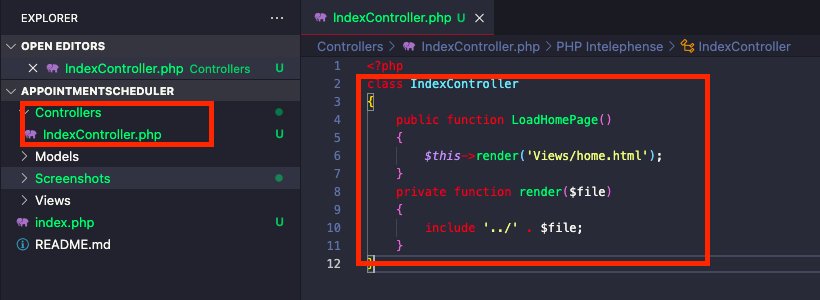 EXPLORER
OPEN EDITORS
IndexController.php Controllers U
APPOINTMENTSCHEDULER
Controllers
IndexController.php U
Models
Screenshots
Views
index.php U
README.md
IndexController.php U
Controllers > IndexController.php > PHP Intelephense > IndexController
1 <?php
2 class IndexController
3 {
4 public function LoadHomePage()
5 {
6 $this->render('Views/home.html');
7 }
8 private function render($file)
9 {
10 include '../' . $file;
11 }
12 }